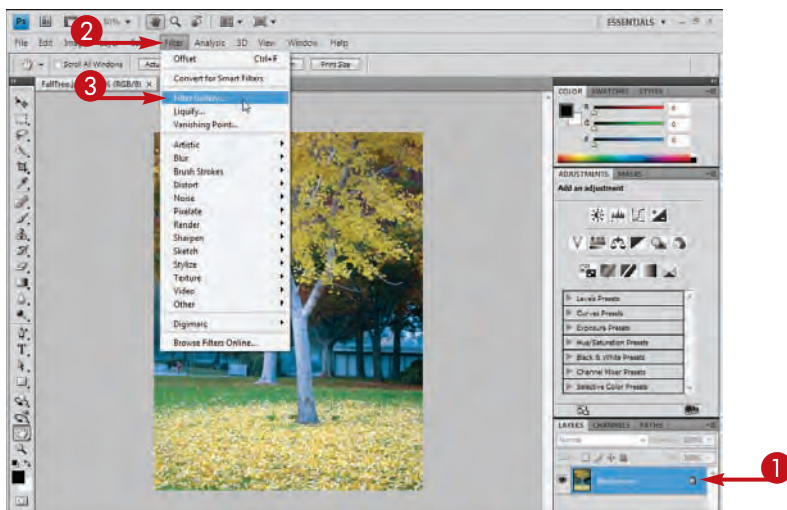 Ps
ESSENTIALS
2
File Edit Filter Analysis 3D View Window Help
Scroll All Windows
Print Size
Offset Ctrl+F
Convert for Smart Filters
3
Filter Gallery...
Liquify...
Vanishing Point...
Artistic
Blur
Brush Strokes
Distort
Noise
Pixelate
Render
Sharpen
Sketch
Stylize
Texture
Video
Other
Digimarc
Browse Filters Online...
COLOR SWATCHES STYLES
R 0
0
0
ADJUSTMENTS MASKS
Add an adjustment
Levels Presets
Curves Presets
Exposure Presets
Hue/Saturation Presets
Black & White Presets
Channel Mixer Presets
Selective Color Presets
LAYERS CHANNELS PATHS
Normal
Background
1